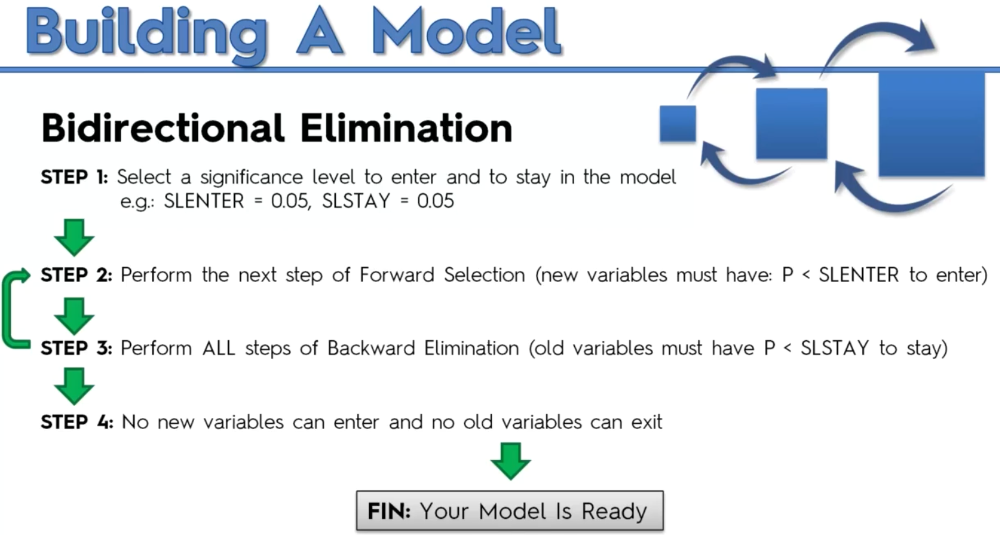 Building A Model
Bidirectional Elimination
STEP 1: Select a significance level to enter and to stay in the model
e.g.: SLENTER = 0.05, SLSTAY = 0.05
STEP 2: Perform the next step of Forward Selection (new variables must have: P < SLENTER to enter)
STEP 3: Perform ALL steps of Backward Elimination (old variables must have P < SLSTAY to stay)
STEP 4: No new variables can enter and no old variables can exit
FIN: Your Model Is Ready